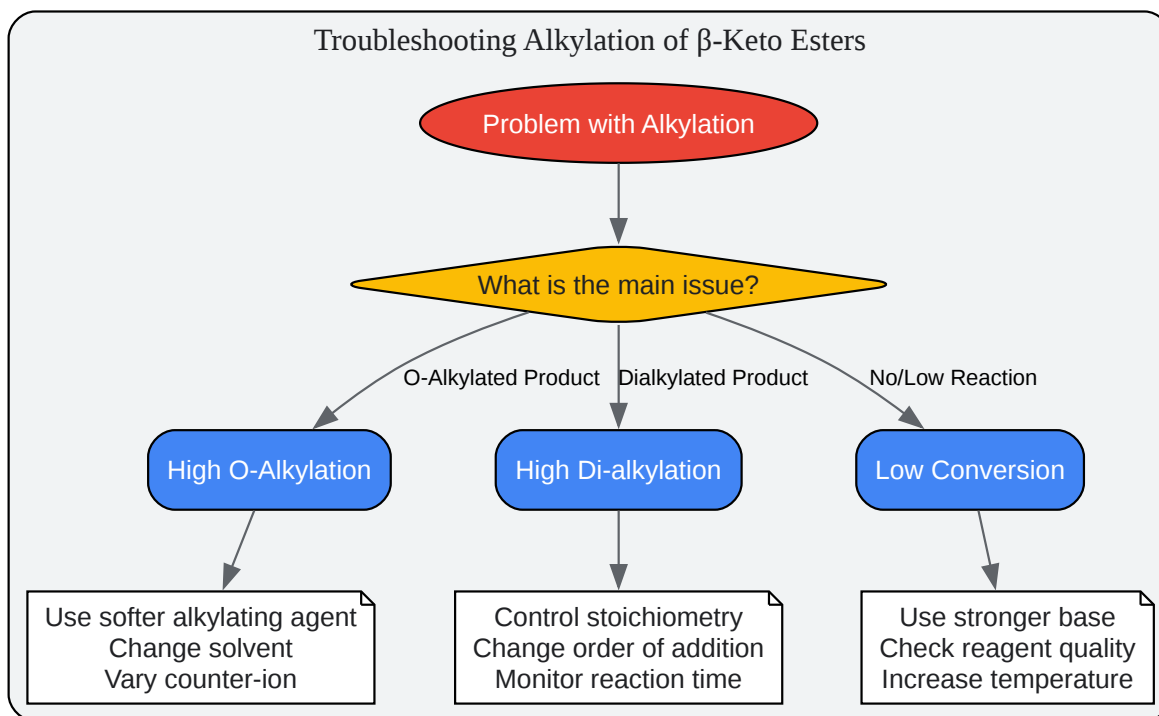 Troubleshooting Alkylation of β-Keto Esters
Problem with Alkylation
What is the main issue?
O-Alkylated Product
Dialkylated Product
No/Low Reaction
High O-Alkylation
High Di-alkylation
Low Conversion
Use softer alkylating agent
Change solvent
Vary counter-ion
Control stoichiometry
Change order of addition
Monitor reaction time
Use stronger base
Check reagent quality
Increase temperature